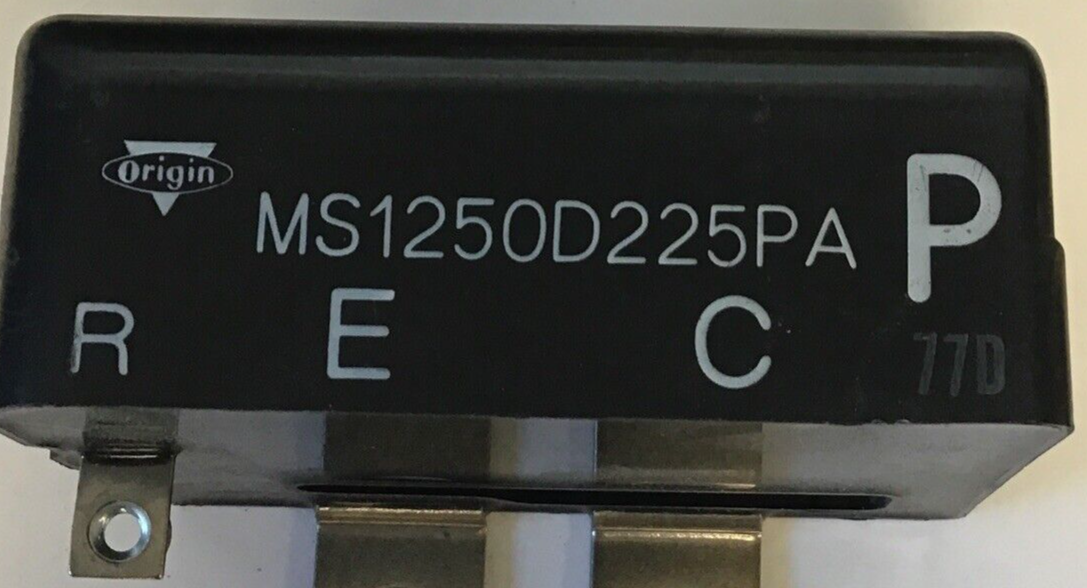 Origin
MS1250D225PA
P
R E C
77D